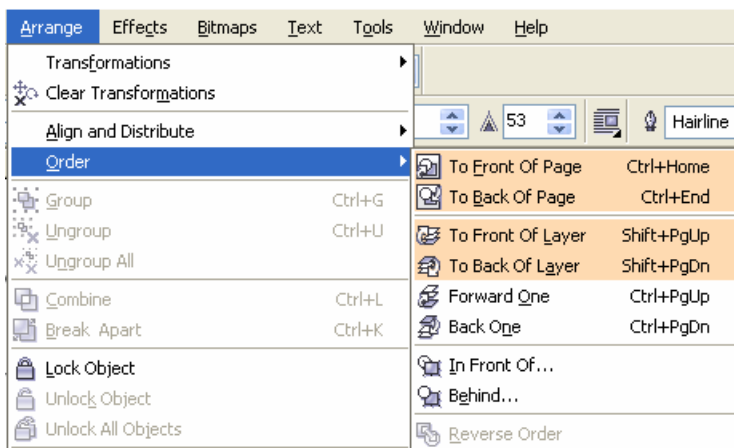 Arrange Effects Bitmaps Text Tools Window Help
Transformations
Clear Transformations
Align and Distribute
Order
Group Ctrl+G
Ungroup Ctrl+U
Ungroup All
Combine Ctrl+L
Break Apart Ctrl+K
Lock Object
Unlock Object
Unlock All Objects
53 Hairline
To Front Of Page Ctrl+Home
To Back Of Page Ctrl+End
To Front Of Layer Shift+PgUp
To Back Of Layer Shift+PgDn
Forward One Ctrl+PgUp
Back One Ctrl+PgDn
In Front Of...
Behind...
Reverse Order